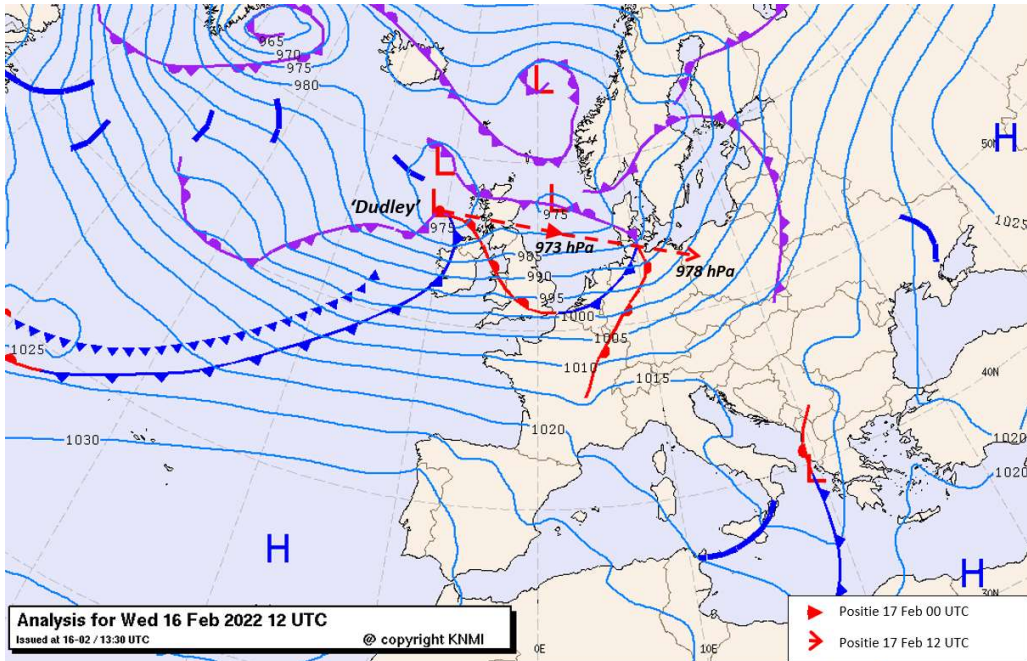 965
970
975
980
L
H
50N
L
L
'Dudley'
L
975
975
973 hPa
1025
985
978 hPa
990
995
1000
1005
1025
1010
1015
40N
1020
1030
1020
1020
L
H
H
30N
Analysis for Wed 16 Feb 2022 12 UTC
Issued at 16-02 / 13:30 UTC
@ copyright KNMI
0E
10E
Positie 17 Feb 00 UTC
Positie 17 Feb 12 UTC